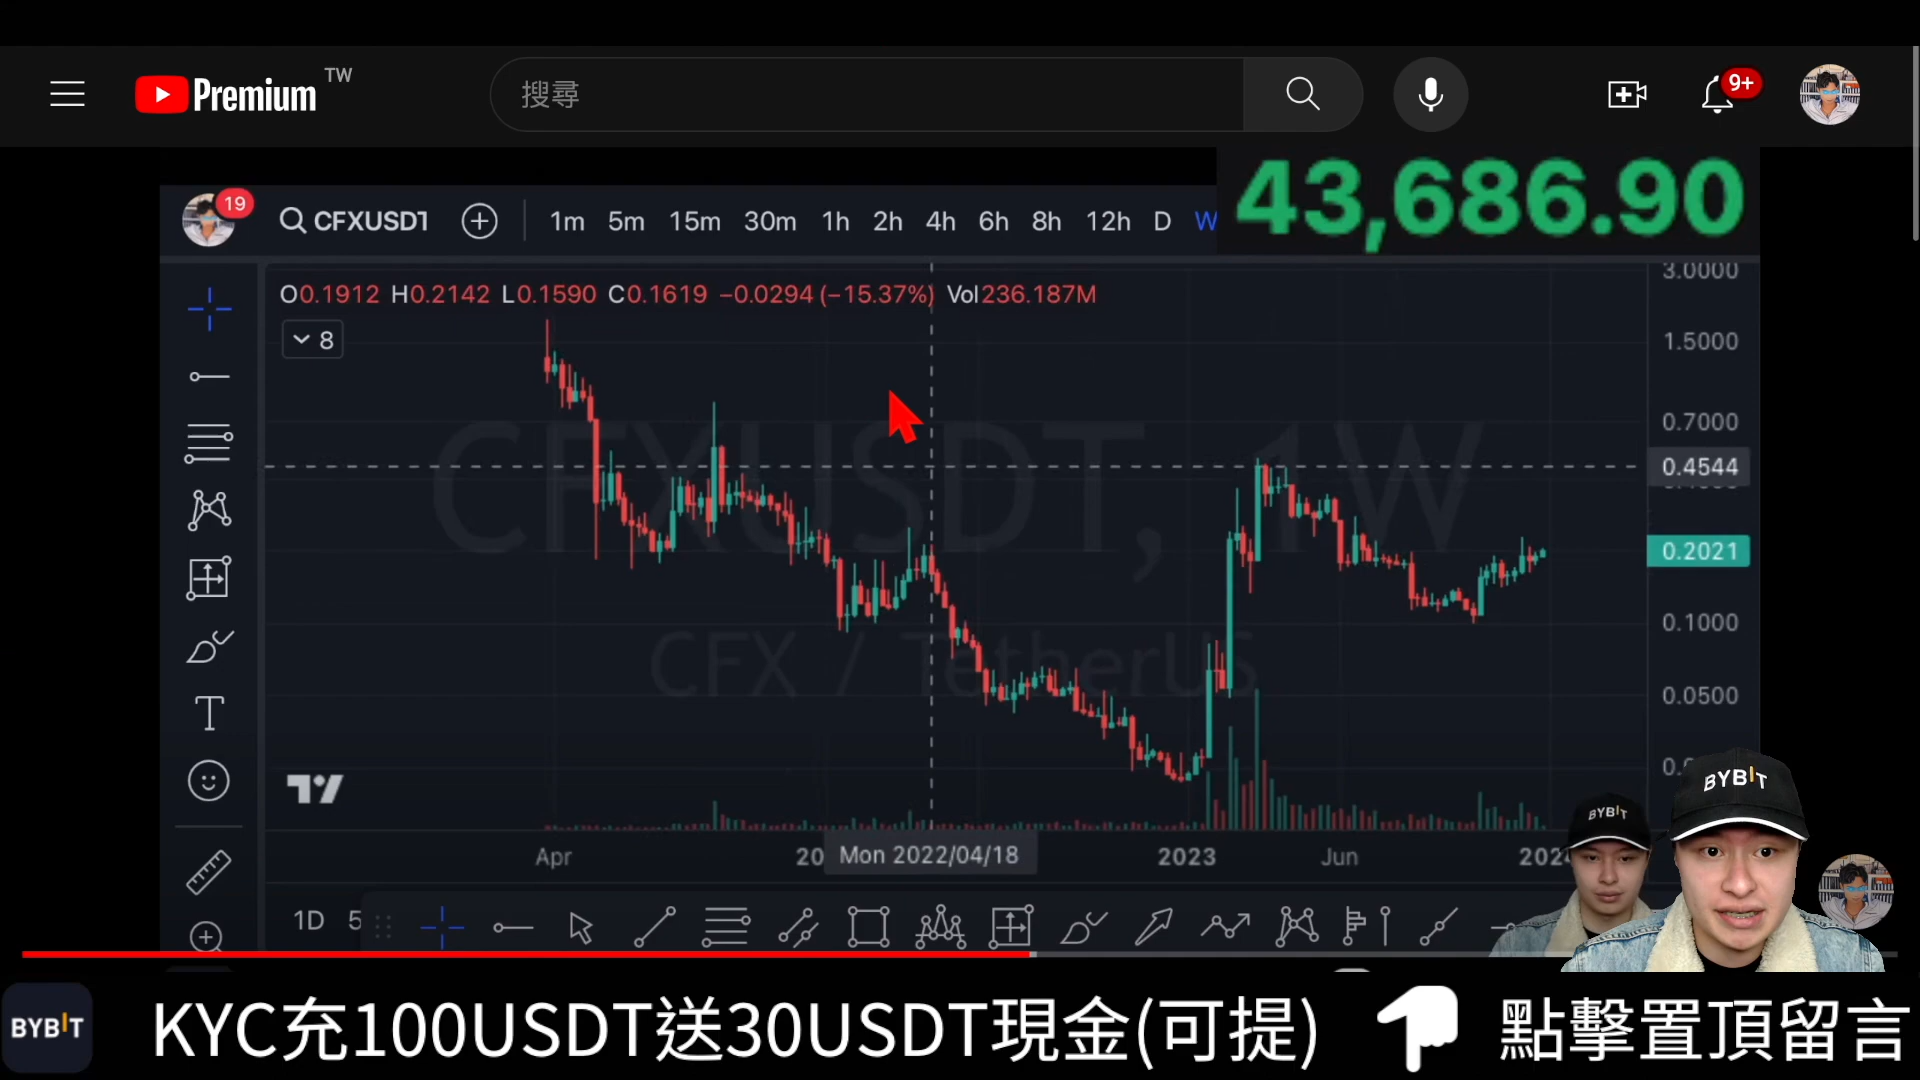 Premium TW
搜尋
9+
43,686.90
19
CFXUSDT
1m 5m 15m 30m 1h 2h 4h 6h 8h 12h D W
O0.1912 H0.2142 L0.1590 C0.1619 −0.0294 (−15.37%) Vol236.187M
8
3.0000
1.5000
0.7000
0.4544
0.2021
0.1000
0.0500
CFXUSDT, 1W
CFX / TetherUS
Apr
Mon 2022/04/18
2023
Jun
1D
BYBIT
BYBIT
BYBIT
KYC充100USDT送30USDT現金(可提)
點擊置頂留言